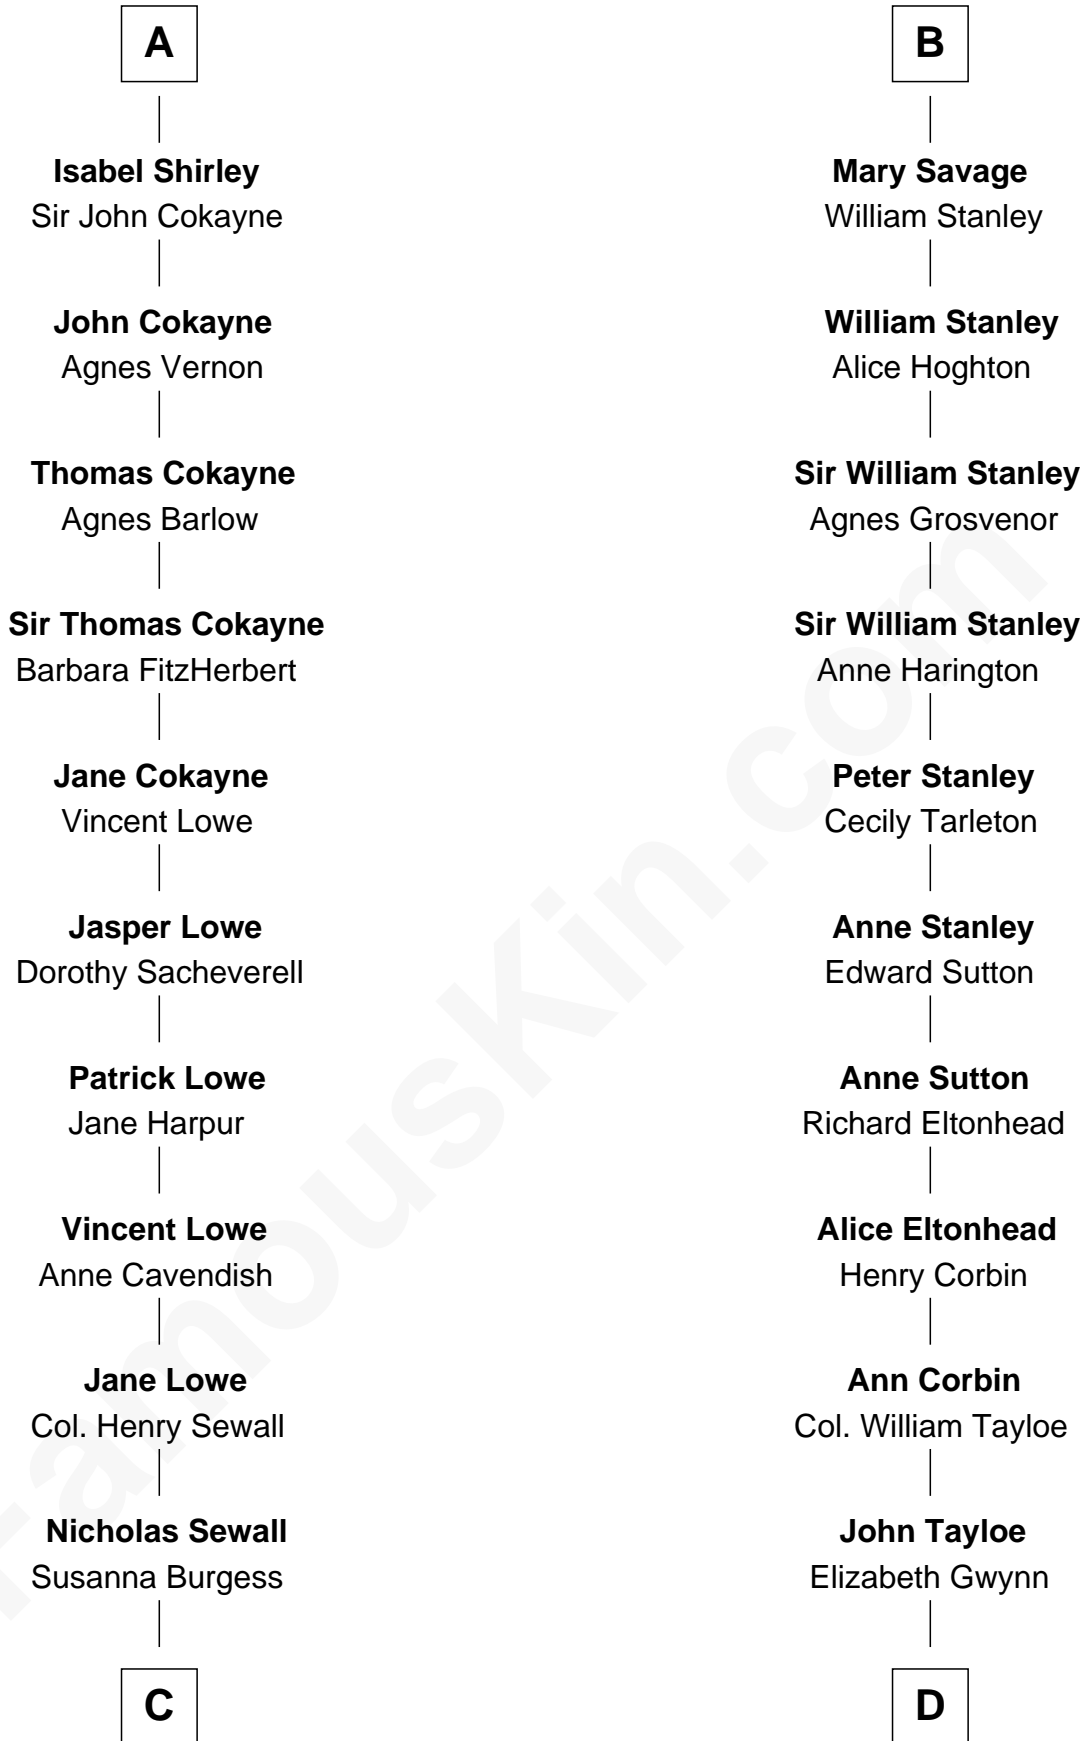 A
Isabel Shirley
Sir John Cokayne
John Cokayne
Agnes Vernon
Thomas Cokayne
Agnes Barlow
Sir Thomas Cokayne
Barbara FitzHerbert
Jane Cokayne
Vincent Lowe
Jasper Lowe
Dorothy Sacheverell
Patrick Lowe
Jane Harpur
Vincent Lowe
Anne Cavendish
Jane Lowe
Col. Henry Sewall
Nicholas Sewall
Susanna Burgess
C
B
Mary Savage
William Stanley
William Stanley
Alice Hoghton
Sir William Stanley
Agnes Grosvenor
Sir William Stanley
Anne Harington
Peter Stanley
Cecily Tarleton
Anne Stanley
Edward Sutton
Anne Sutton
Richard Eltonhead
Alice Eltonhead
Henry Corbin
Ann Corbin
Col. William Tayloe
John Tayloe
Elizabeth Gwynn
D
FamousKin.com